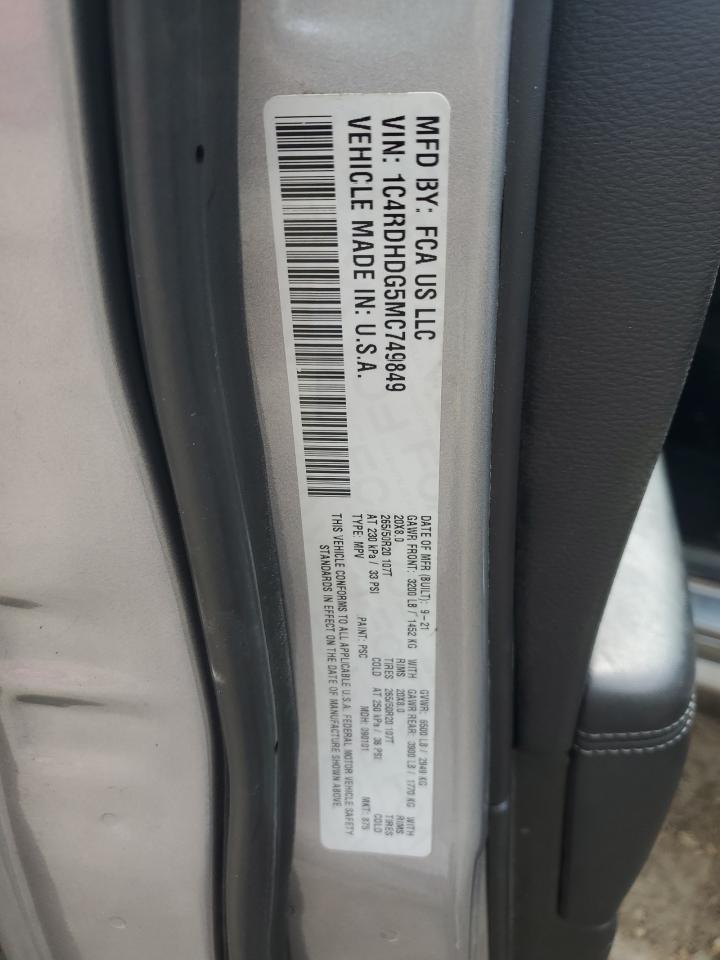 MFD BY: FCA US LLC
VIN: 1C4RDHDG5MC749849
VEHICLE MADE IN: U.S.A.
DATE OF MFR (BUILT): 9-21 GVWR: 6500 LB / 2949 KG
GAWR FRONT: 3200 LB / 1452 KG WITH GAWR REAR: 3900 LB / 1770 KG WITH
20X8.0 RIMS 20X8.0 RIMS
265/50R20 107T TIRES 265/50R20 107T TIRES
AT 230 kPa / 33 PSI COLD AT 250 kPa / 36 PSI COLD
TYPE: MPV PAINT: PSC MDH: 090101 MKT: 875
THIS VEHICLE CONFORMS TO ALL APPLICABLE U.S.A. FEDERAL MOTOR VEHICLE SAFETY
STANDARDS IN EFFECT ON THE DATE OF MANUFACTURE SHOWN ABOVE.